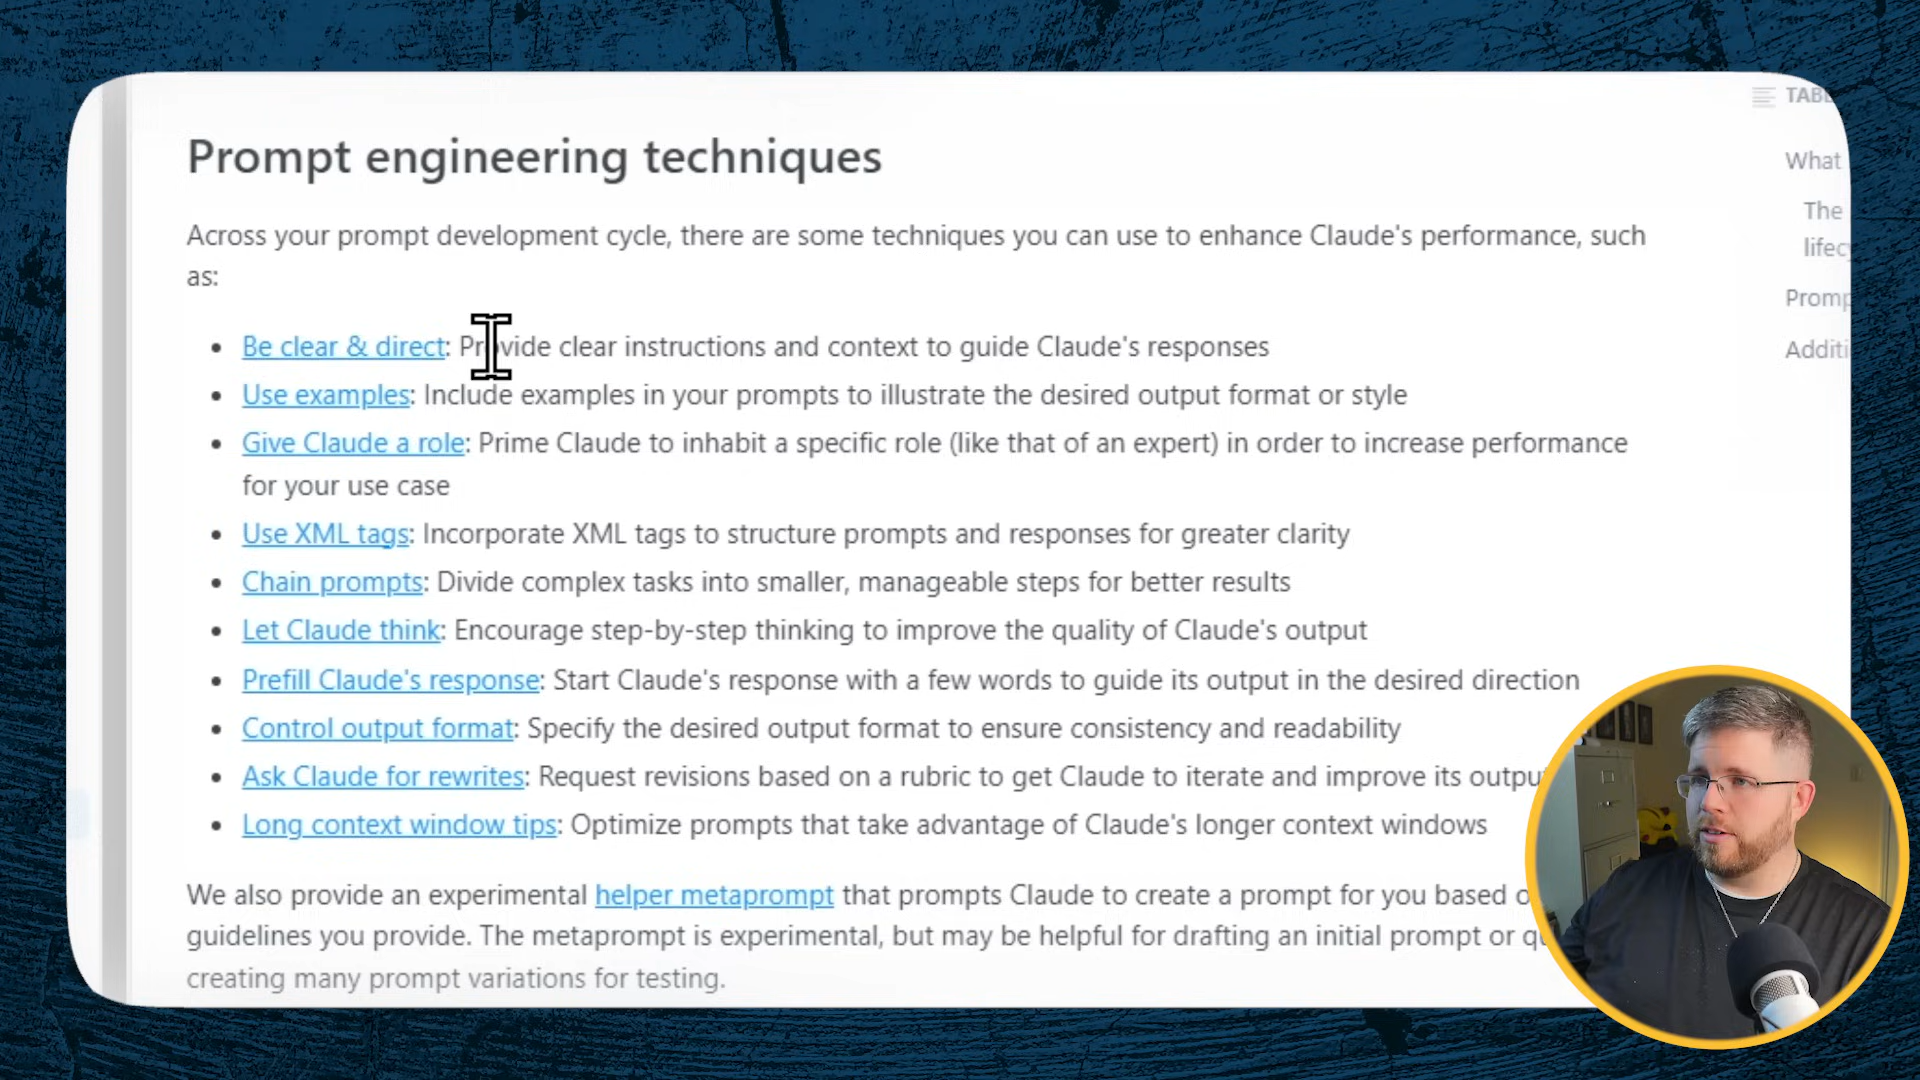 TAB
Prompt engineering techniques
What
Across your prompt development cycle, there are some techniques you can use to enhance Claude's performance, such
as:
The
lifec
Promp
Additi
• Be clear & direct: Provide clear instructions and context to guide Claude's responses
• Use examples: Include examples in your prompts to illustrate the desired output format or style
• Give Claude a role: Prime Claude to inhabit a specific role (like that of an expert) in order to increase performance
for your use case
• Use XML tags: Incorporate XML tags to structure prompts and responses for greater clarity
• Chain prompts: Divide complex tasks into smaller, manageable steps for better results
• Let Claude think: Encourage step-by-step thinking to improve the quality of Claude's output
• Prefill Claude's response: Start Claude's response with a few words to guide its output in the desired direction
• Control output format: Specify the desired output format to ensure consistency and readability
• Ask Claude for rewrites: Request revisions based on a rubric to get Claude to iterate and improve its outpu
• Long context window tips: Optimize prompts that take advantage of Claude's longer context windows
We also provide an experimental helper metaprompt that prompts Claude to create a prompt for you based o
guidelines you provide. The metaprompt is experimental, but may be helpful for drafting an initial prompt or qu
creating many prompt variations for testing.